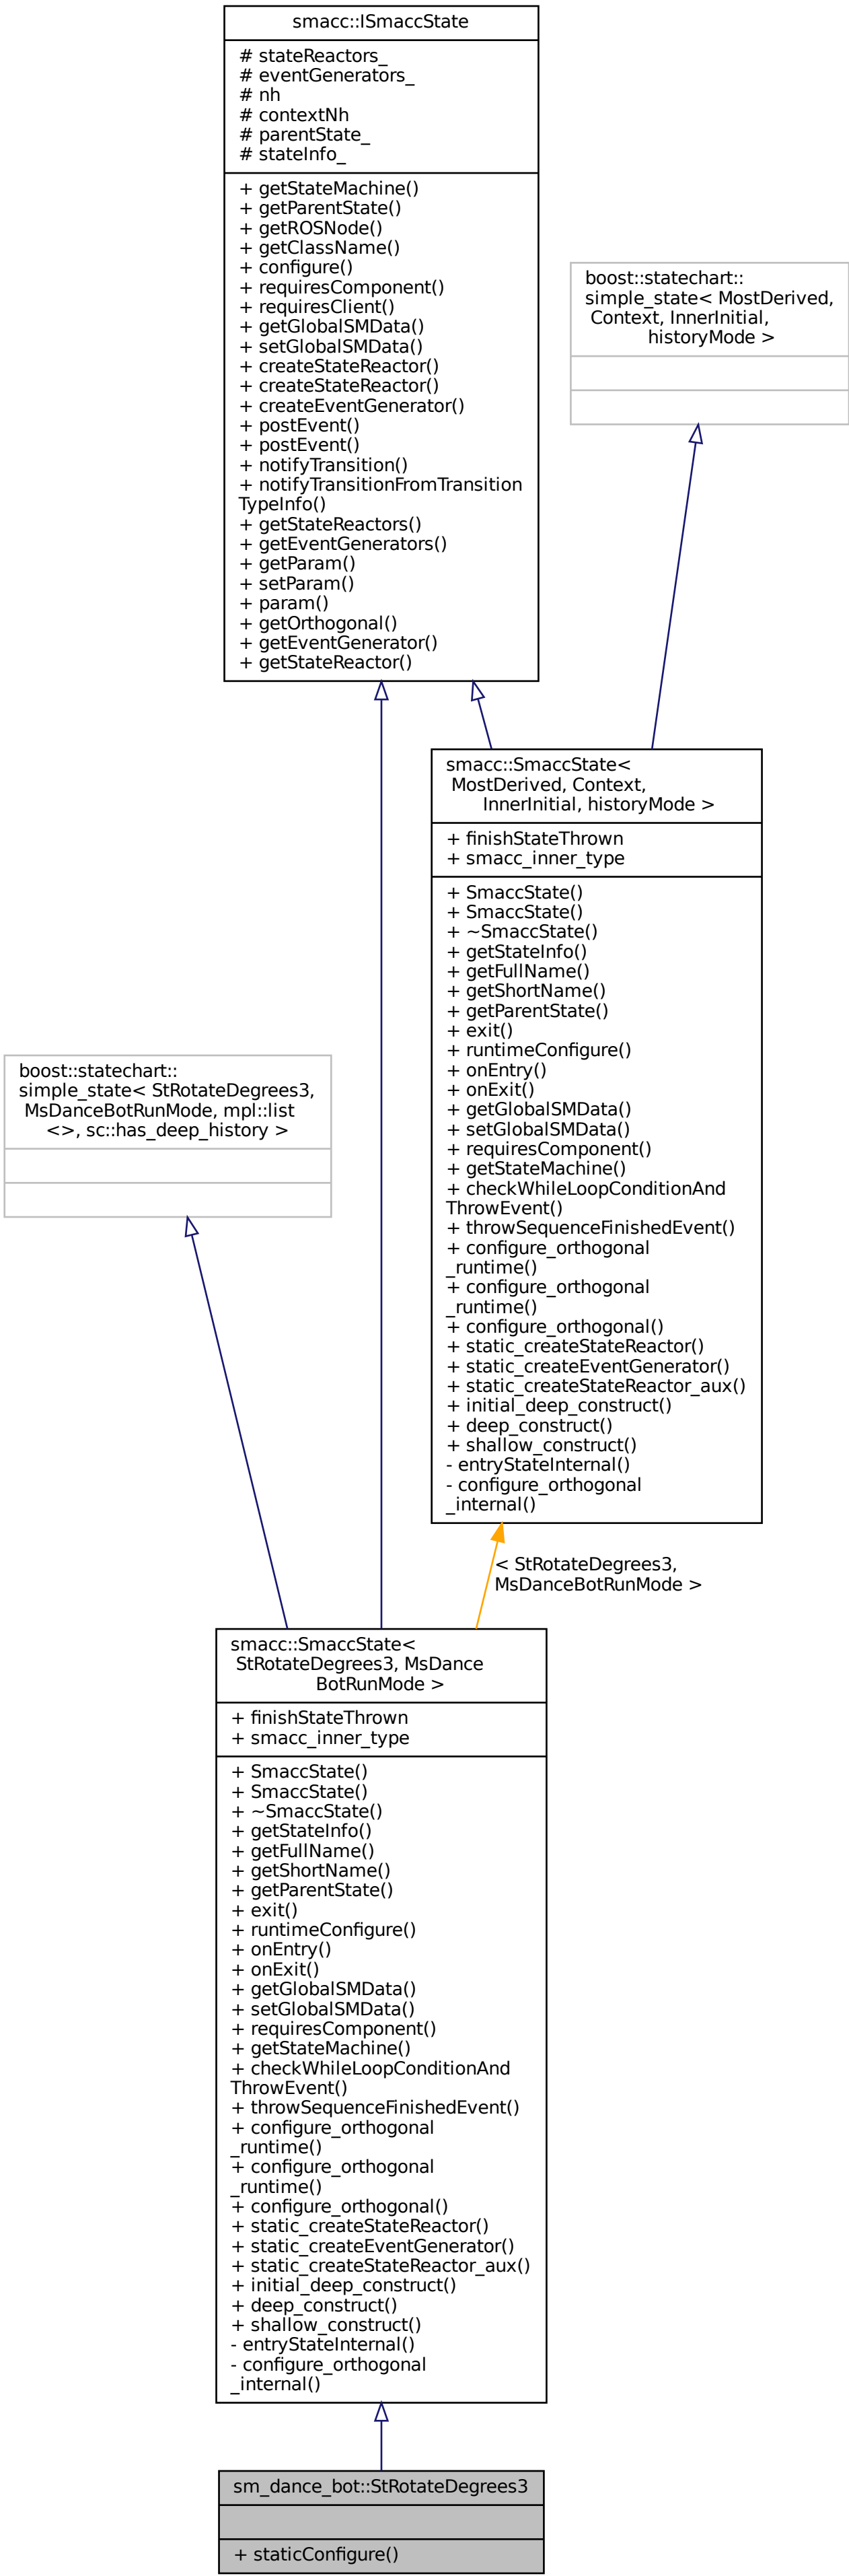 smacc::ISmaccState
# stateReactors_
# eventGenerators_
# nh
# contextNh
# parentState_
# stateInfo_
+ getStateMachine()
+ getParentState()
+ getROSNode()
+ getClassName()
+ configure()
+ requiresComponent()
+ requiresClient()
+ getGlobalSMData()
+ setGlobalSMData()
+ createStateReactor()
+ createStateReactor()
+ createEventGenerator()
+ postEvent()
+ postEvent()
+ notifyTransition()
+ notifyTransitionFromTransition
TypeInfo()
+ getStateReactors()
+ getEventGenerators()
+ getParam()
+ setParam()
+ param()
+ getOrthogonal()
+ getEventGenerator()
+ getStateReactor()
boost::statechart::
simple_state< MostDerived,
Context, InnerInitial,
historyMode >
smacc::SmaccState<
MostDerived, Context,
InnerInitial, historyMode >
+ finishStateThrown
+ smacc_inner_type
+ SmaccState()
+ SmaccState()
+ ~SmaccState()
+ getStateInfo()
+ getFullName()
+ getShortName()
+ getParentState()
+ exit()
+ runtimeConfigure()
+ onEntry()
+ onExit()
+ getGlobalSMData()
+ setGlobalSMData()
+ requiresComponent()
+ getStateMachine()
+ checkWhileLoopConditionAnd
ThrowEvent()
+ throwSequenceFinishedEvent()
+ configure_orthogonal
_runtime()
+ configure_orthogonal
_runtime()
+ configure_orthogonal()
+ static_createStateReactor()
+ static_createEventGenerator()
+ static_createStateReactor_aux()
+ initial_deep_construct()
+ deep_construct()
+ shallow_construct()
- entryStateInternal()
- configure_orthogonal
_internal()
boost::statechart::
simple_state< StRotateDegrees3,
MsDanceBotRunMode, mpl::list
<>, sc::has_deep_history >
< StRotateDegrees3,
MsDanceBotRunMode >
smacc::SmaccState<
StRotateDegrees3, MsDance
BotRunMode >
+ finishStateThrown
+ smacc_inner_type
+ SmaccState()
+ SmaccState()
+ ~SmaccState()
+ getStateInfo()
+ getFullName()
+ getShortName()
+ getParentState()
+ exit()
+ runtimeConfigure()
+ onEntry()
+ onExit()
+ getGlobalSMData()
+ setGlobalSMData()
+ requiresComponent()
+ getStateMachine()
+ checkWhileLoopConditionAnd
ThrowEvent()
+ throwSequenceFinishedEvent()
+ configure_orthogonal
_runtime()
+ configure_orthogonal
_runtime()
+ configure_orthogonal()
+ static_createStateReactor()
+ static_createEventGenerator()
+ static_createStateReactor_aux()
+ initial_deep_construct()
+ deep_construct()
+ shallow_construct()
- entryStateInternal()
- configure_orthogonal
_internal()
sm_dance_bot::StRotateDegrees3
+ staticConfigure()